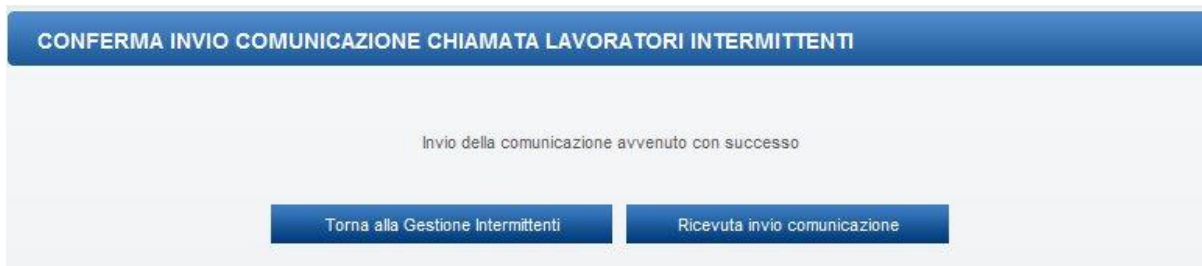 CONFERMA INVIO COMUNICAZIONE CHIAMATA LAVORATORI INTERMITTENTI
Invio della comunicazione avvenuto con successo
Torna alla Gestione Intermittenti
Ricevuta invio comunicazione